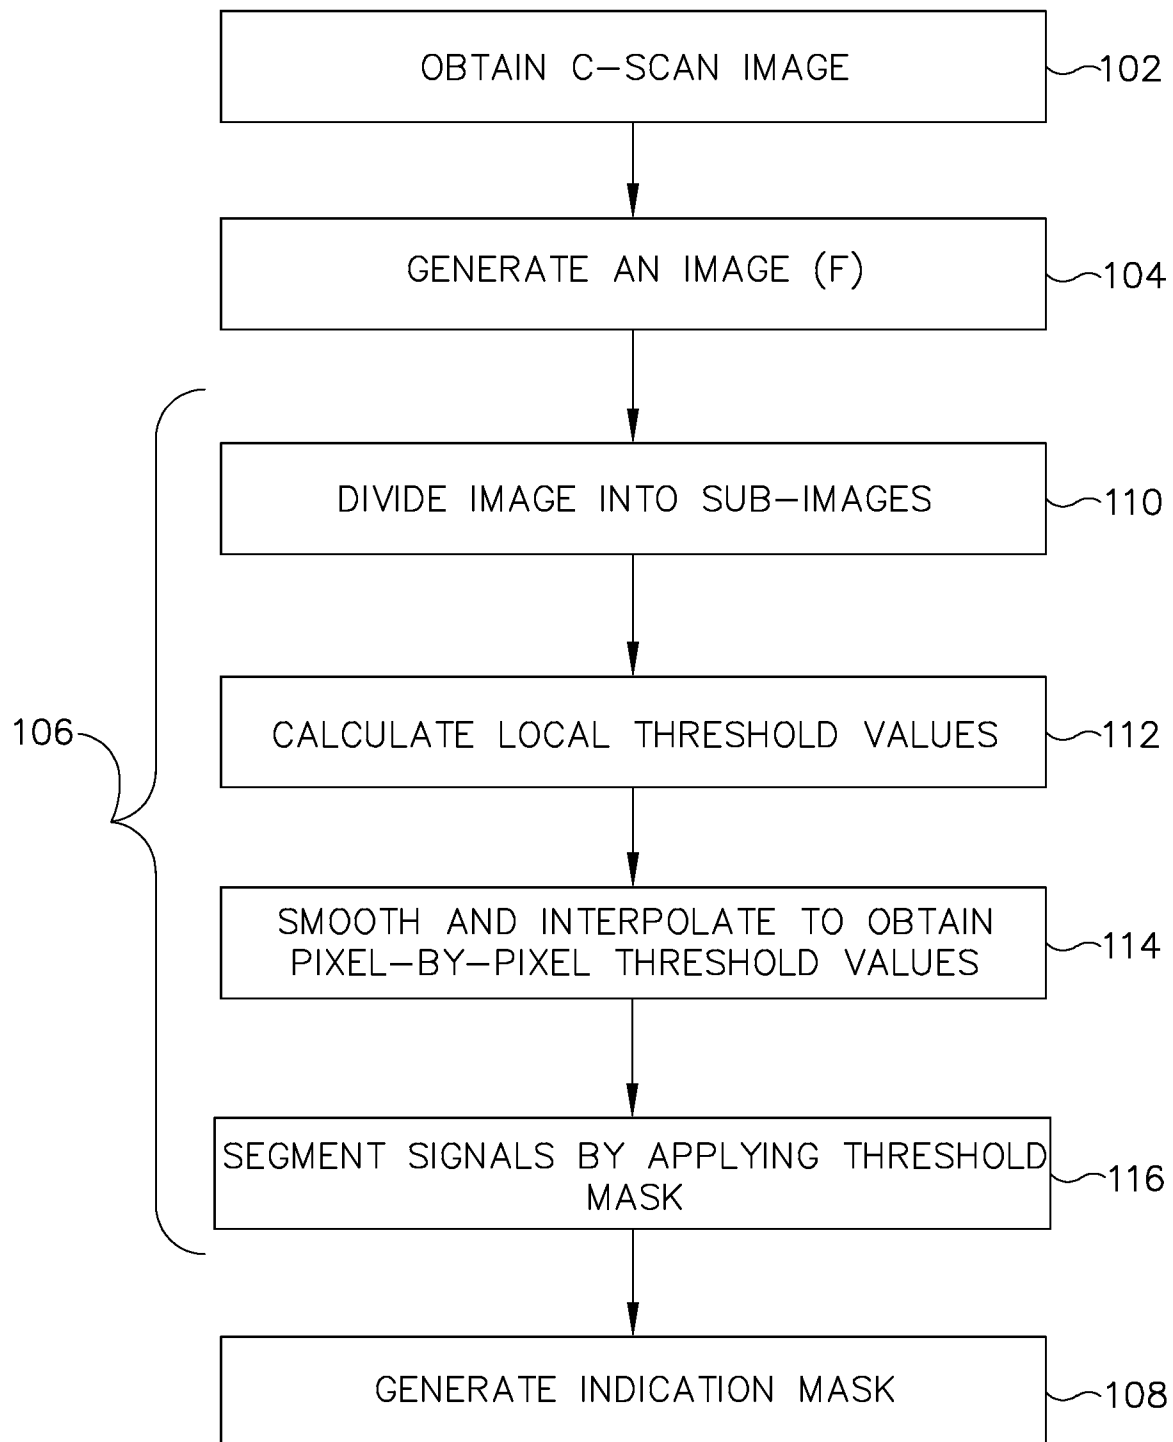 OBTAIN C-SCAN IMAGE
102
GENERATE AN IMAGE (F)
104
DIVIDE IMAGE INTO SUB-IMAGES
110
106
CALCULATE LOCAL THRESHOLD VALUES
112
SMOOTH AND INTERPOLATE TO OBTAIN
PIXEL-BY-PIXEL THRESHOLD VALUES
114
SEGMENT SIGNALS BY APPLYING THRESHOLD
MASK
116
GENERATE INDICATION MASK
108